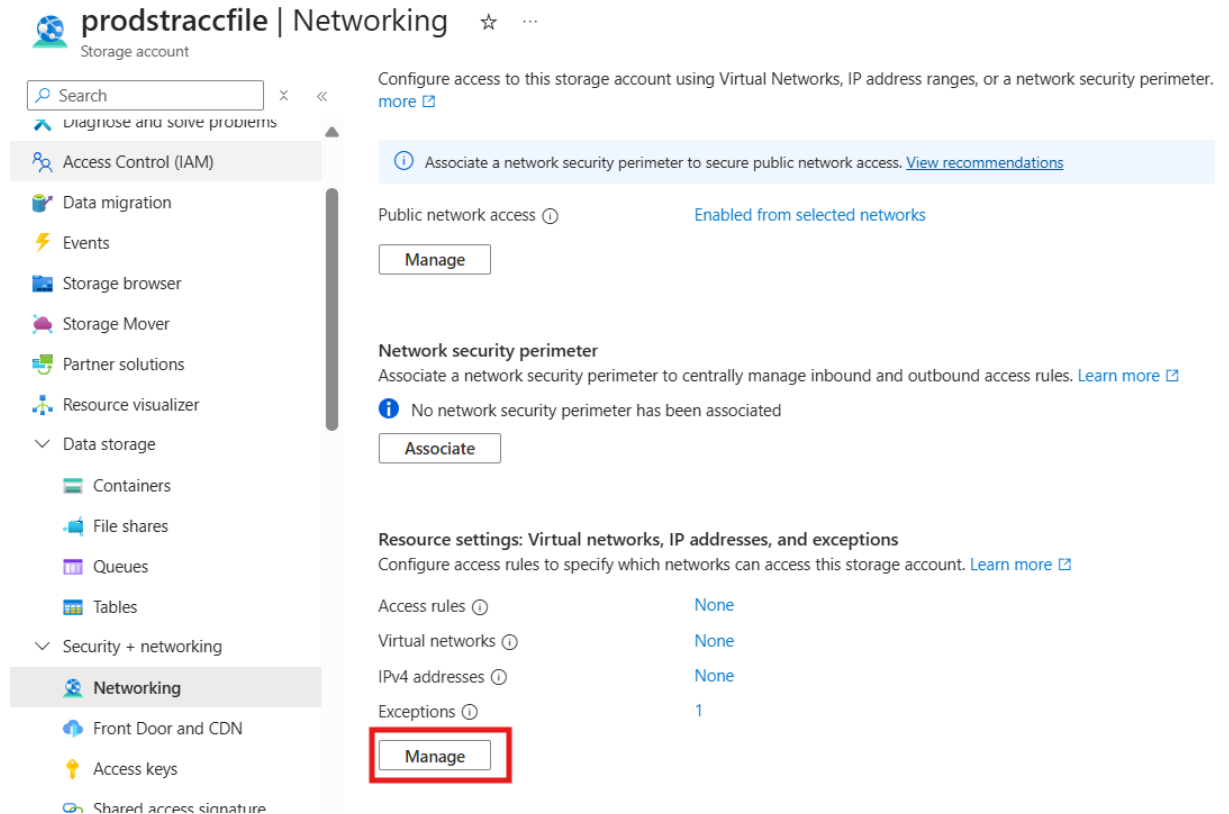 prodstraccfile | Networking
Storage account
Search
Diagnose and solve problems
Access Control (IAM)
Data migration
Events
Storage browser
Storage Mover
Partner solutions
Resource visualizer
Data storage
Containers
File shares
Queues
Tables
Security + networking
Networking
Front Door and CDN
Access keys
Shared access signature
Configure access to this storage account using Virtual Networks, IP address ranges, or a network security perimeter.
more
Associate a network security perimeter to secure public network access. View recommendations
Public network access Enabled from selected networks
Manage
Network security perimeter
Associate a network security perimeter to centrally manage inbound and outbound access rules. Learn more
No network security perimeter has been associated
Associate
Resource settings: Virtual networks, IP addresses, and exceptions
Configure access rules to specify which networks can access this storage account. Learn more
Access rules None
Virtual networks None
IPv4 addresses None
Exceptions 1
Manage